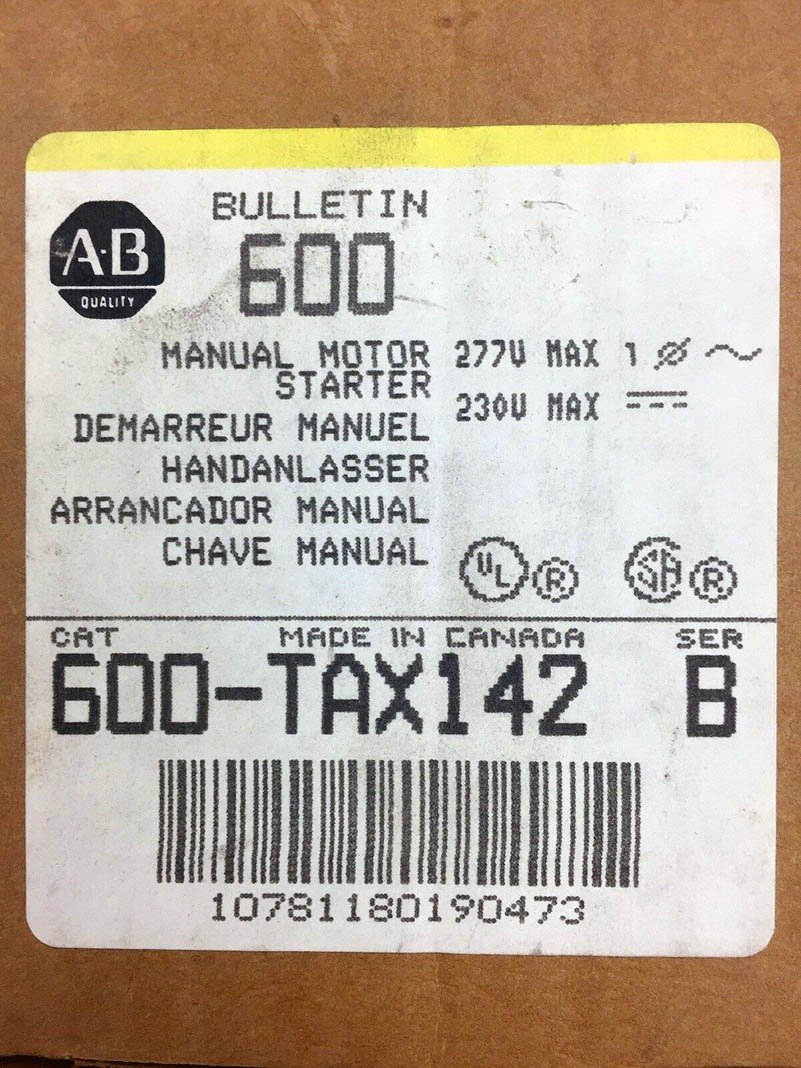 A·B
QUALITY
BULLETIN
600
MANUAL MOTOR
STARTER
DEMARREUR MANUEL
HANDANLASSER
ARRANCADOR MANUAL
CHAVE MANUAL
277V MAX 1 Ø ~
230V MAX ⎓
UL ®
CSA ®
CAT MADE IN CANADA SER
600-TAX142 B
10781180190473